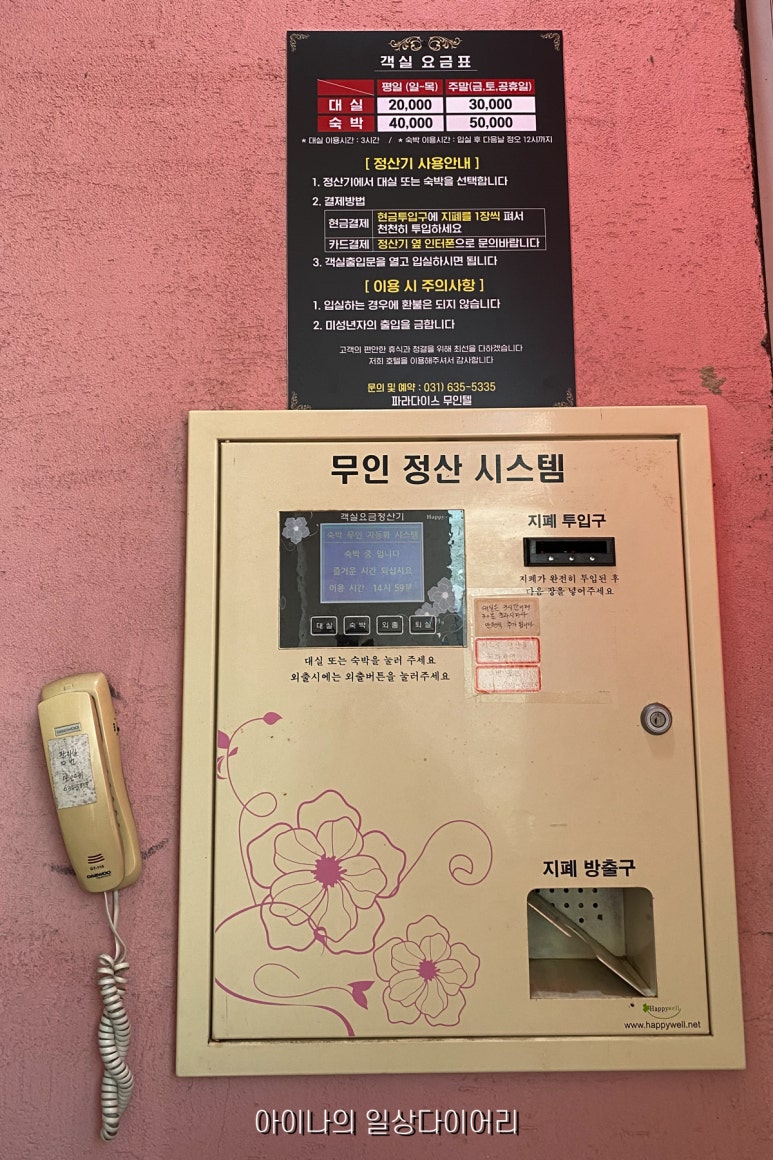 객실 요금표
평일 (일~목) 주말(금,토,공휴일)
대 실 20,000 30,000
숙 박 40,000 50,000
* 대실 이용시간 : 3시간 / * 숙박 이용시간 : 입실 후 다음날 정오 12시까지
[ 정산기 사용안내 ]
1. 정산기에서 대실 또는 숙박을 선택합니다
2. 결제방법
현금결제 현금투입구에 지폐를 1장씩 펴서
천천히 투입하세요
카드결제 정산기 옆 인터폰으로 문의바랍니다
3. 객실출입문을 열고 입실하시면 됩니다
[ 이용 시 주의사항 ]
1. 입실하는 경우에 환불은 되지 않습니다
2. 미성년자의 출입을 금합니다
고객의 편안한 휴식과 청결을 위해 최선을 다하겠습니다
저희 호텔을 이용해주셔서 감사합니다
문의 및 예약 : 031) 635-5335
파라다이스 무인텔
무인 정산 시스템
객실요금정산기 Happy
숙박 무인 자동화 시스템
숙박 중 입니다
즐거운 시간 되십시요
이용 시간 14시 59분
대실 숙박 외출 퇴실
대실 또는 숙박을 눌러 주세요
외출시에는 외출버튼을 눌러주세요
지폐 투입구
지폐가 완전히 투입된 후
다음 장을 넣어주세요
DAEWOO
지폐 방출구
Happywell
www.happywell.net
아이나의 일상다이어리